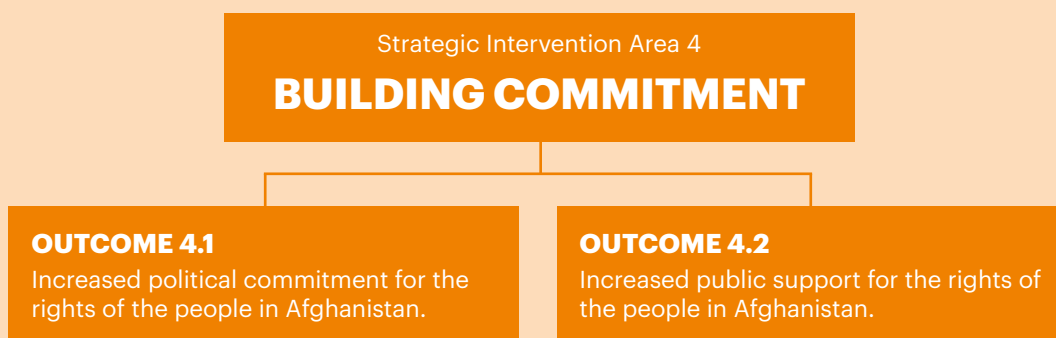 Strategic Intervention Area 4
BUILDING COMMITMENT
OUTCOME 4.1
Increased political commitment for the
rights of the people in Afghanistan.
OUTCOME 4.2
Increased public support for the rights of
the people in Afghanistan.